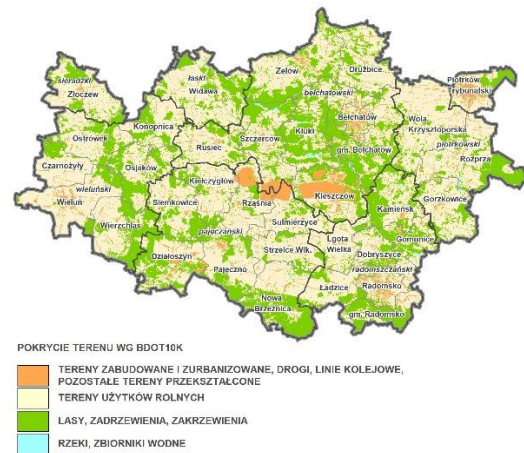 Zelów
Drużbice
łaski
Widawa
sieradzki
Złoczew
Piotrków
Trybunalski
bełchatowski
Bełchatów
Konopnica
Szczerców
Kluki
Wola
Krzysztoporska
piotrkowski
Ostrówek
Rusiec
gm. Bełchatów
Rozprza
Osjaków
Czarnożyły
wieluński
Kiełczygłów
Kleszczów
Kamieńsk
Gorzkowice
Wieluń
Siemkowice
Rząśnia
Sulmierzyce
Wierzchlas
pajęczański
Gomunice
Strzelce Wlk.
Lgota
Wielka
Dobryszyce
radomszczański
Działoszyn
Pajęczno
Ładzice
Radomsko
Nowa
Brzeźnica
gm. Radomsko
POKRYCIE TERENU WG BDOT10K
TERENY ZABUDOWANE I ZURBANIZOWANE, DROGI, LINIE KOLEJOWE,
POZOSTAŁE TERENY PRZEKSZTAŁCONE
TERENY UŻYTKÓW ROLNYCH
LASY, ZADRZEWIENIA, ZAKRZEWIENIA
RZEKI, ZBIORNIKI WODNE